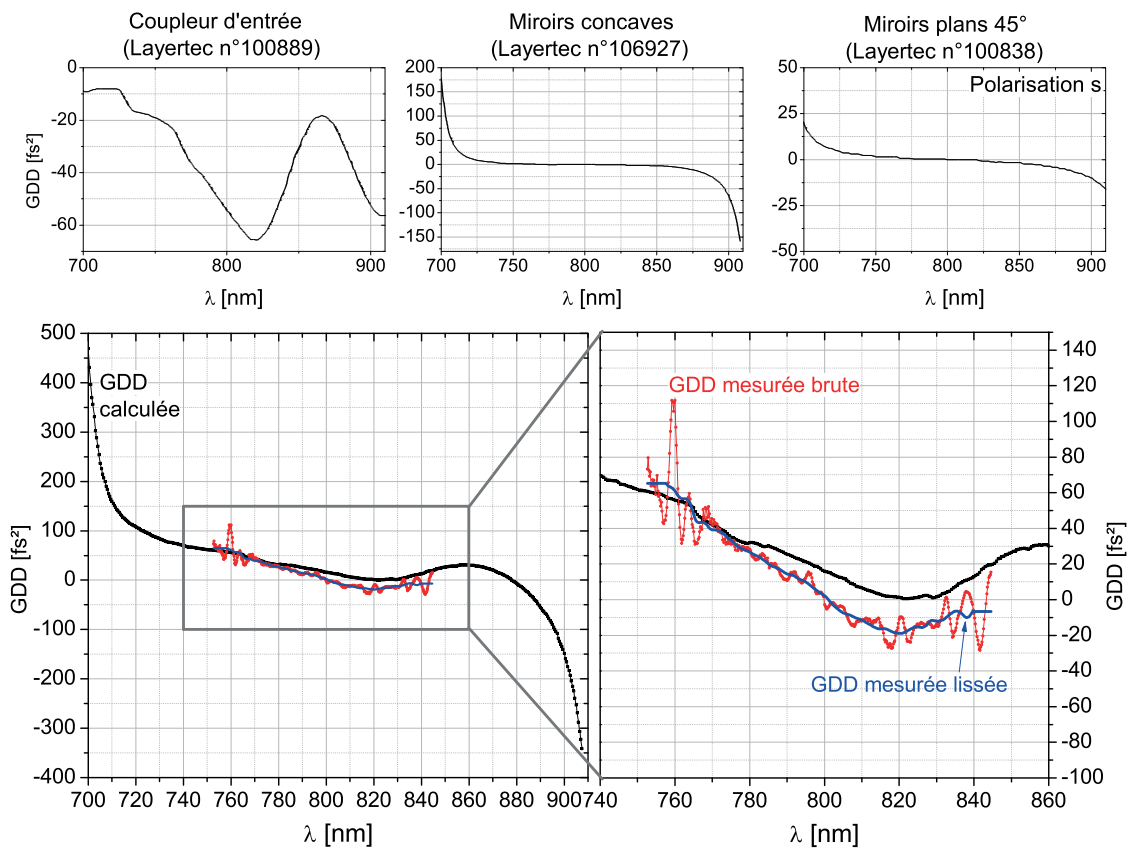 Coupleur d'entrée
(Layertec n°100889)
Miroirs concaves
(Layertec n°106927)
Miroirs plans 45°
(Layertec n°100838)
0
-20
-40
-60
GDD [fs²]
700 750 800 850 900
λ [nm]
200
150
100
50
0
-50
-100
-150
700 750 800 850 900
λ [nm]
Polarisation s
50
25
0
-25
-50
700 750 800 850 900
λ [nm]
500
400
300
200
100
0
-100
-200
-300
-400
GDD [fs²]
GDD
calculée
700 720 740 760 780 800 820 840 860 880 900
λ [nm]
GDD mesurée brute
GDD mesurée lissée
140
120
100
80
60
40
20
0
-20
-40
-60
-80
-100
GDD [fs²]
740 760 780 800 820 840 860
λ [nm]